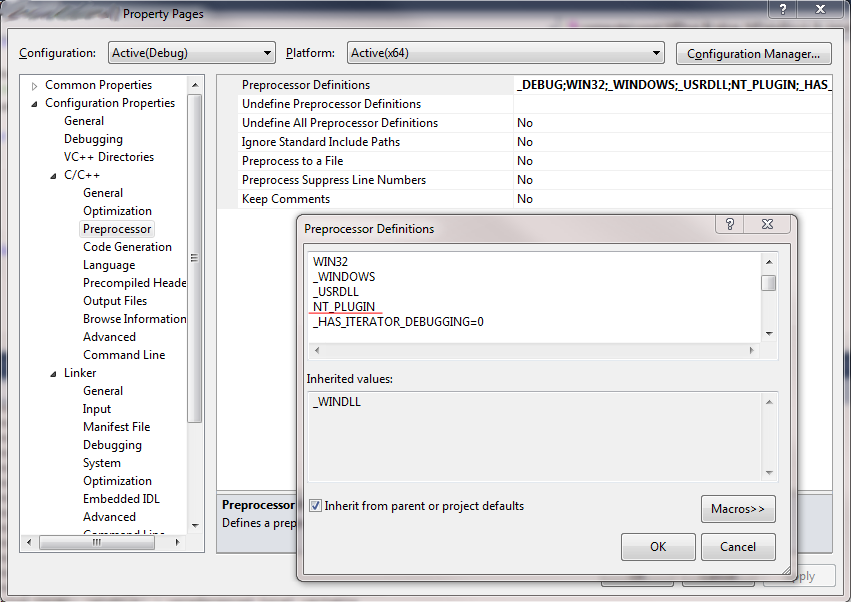 Property Pages
Configuration: Active(Debug) Platform: Active(x64) Configuration Manager...
Common Properties
Configuration Properties
General
Debugging
VC++ Directories
C/C++
General
Optimization
Preprocessor
Code Generation
Language
Precompiled Heade
Output Files
Browse Information
Advanced
Command Line
Linker
General
Input
Manifest File
Debugging
System
Optimization
Embedded IDL
Advanced
Command Line
Preprocessor Definitions _DEBUG;WIN32;_WINDOWS;_USRDLL;NT_PLUGIN;_HAS_
Undefine Preprocessor Definitions
Undefine All Preprocessor Definitions No
Ignore Standard Include Paths No
Preprocess to a File No
Preprocess Suppress Line Numbers No
Keep Comments No
Preprocessor
Defines a prep
Preprocessor Definitions
WIN32
_WINDOWS
_USRDLL
NT_PLUGIN
_HAS_ITERATOR_DEBUGGING=0
Inherited values:
_WINDLL
Inherit from parent or project defaults
Macros>>
OK Cancel